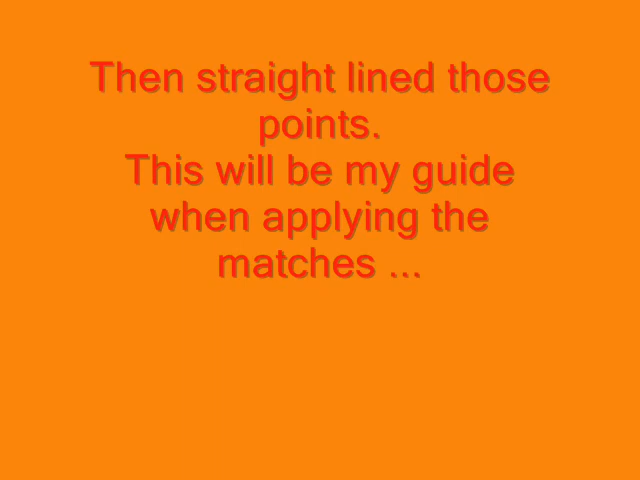 Then straight lined those
points.
This will be my guide
when applying the
matches ...